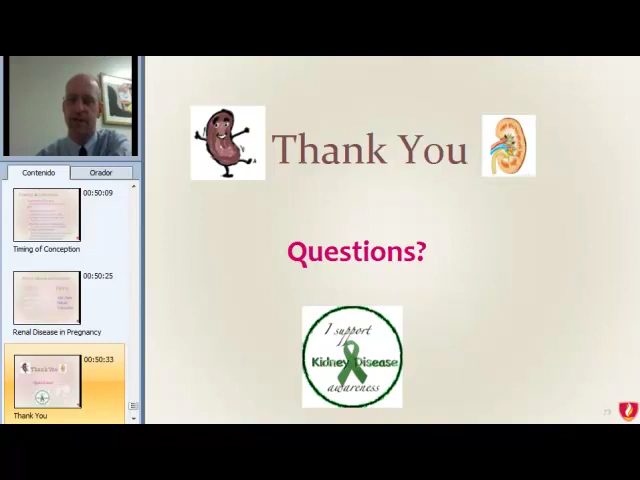 Thank You
Questions?
I support
Kidney Disease
awareness
Contenido
Orador
00:50:09
Timing of Conception
00:50:25
Renal Disease in Pregnancy
00:50:33
Thank You